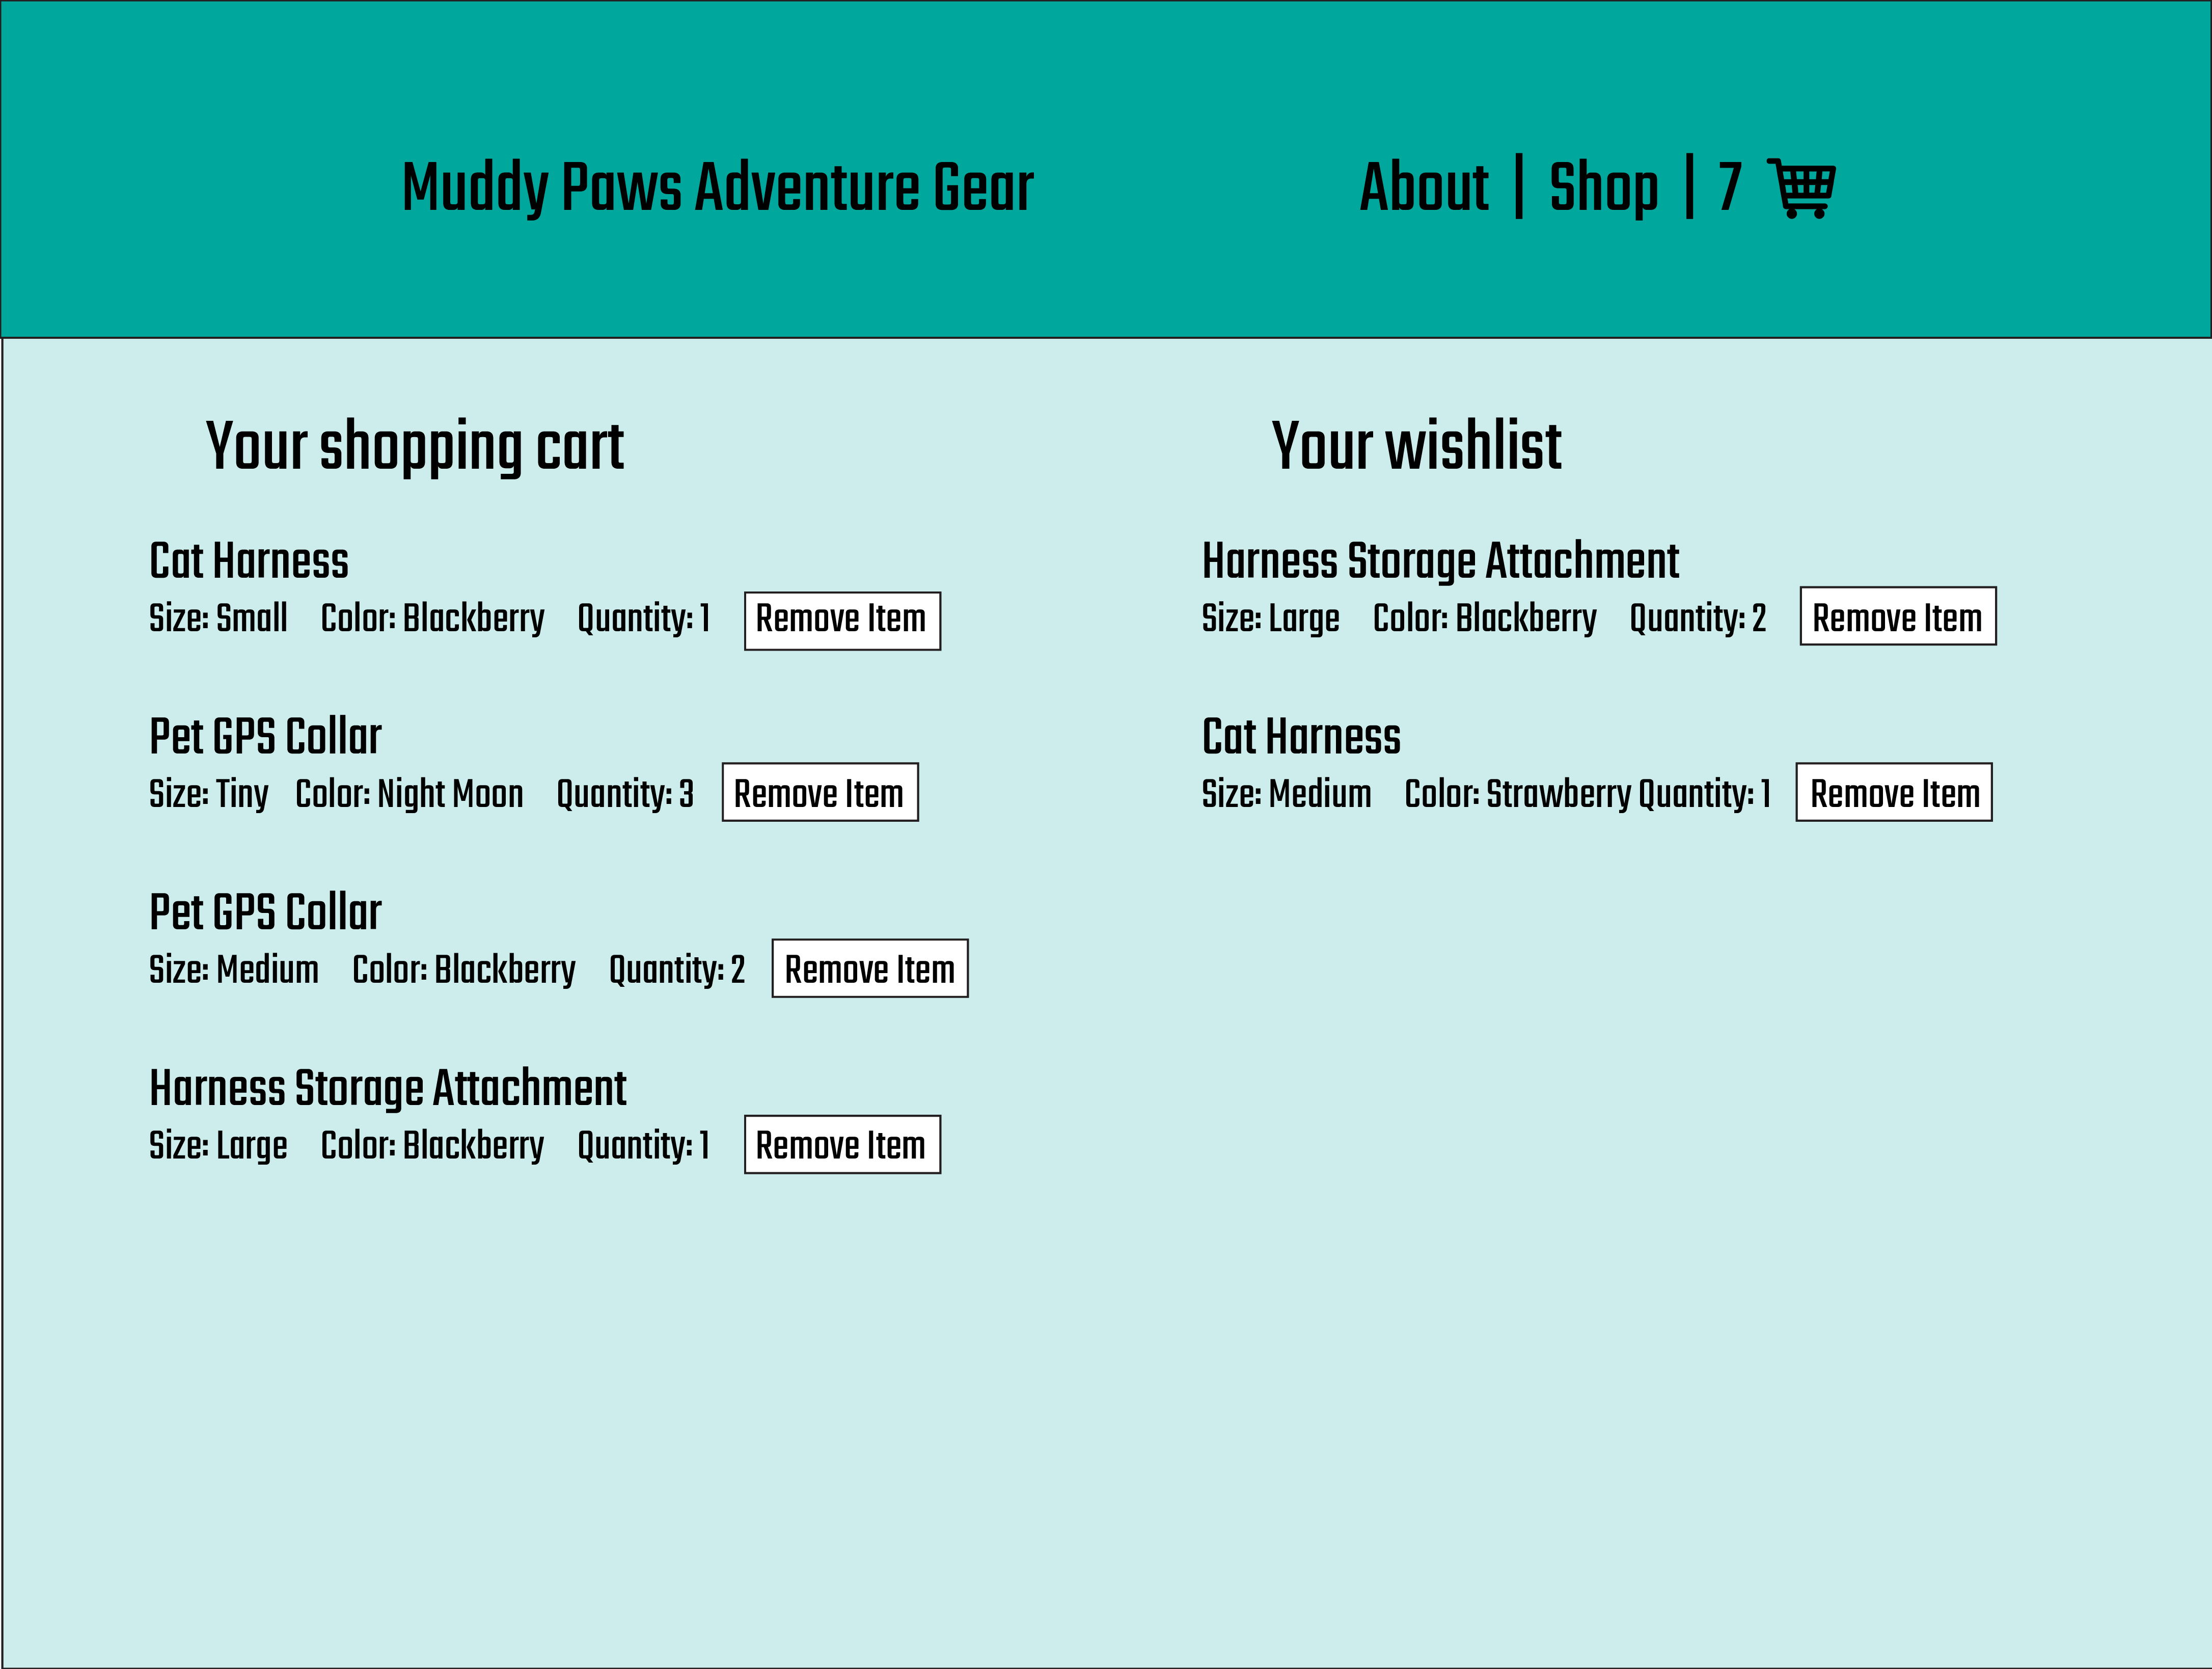 Muddy Paws Adventure Gear
About | Shop | 7
Your shopping cart
Cat Harness
Size: Small Color: Blackberry Quantity: 1 Remove Item
Pet GPS Collar
Size: Tiny Color: Night Moon Quantity: 3 Remove Item
Pet GPS Collar
Size: Medium Color: Blackberry Quantity: 2 Remove Item
Harness Storage Attachment
Size: Large Color: Blackberry Quantity: 1 Remove Item
Your wishlist
Harness Storage Attachment
Size: Large Color: Blackberry Quantity: 2 Remove Item
Cat Harness
Size: Medium Color: Strawberry Quantity: 1 Remove Item